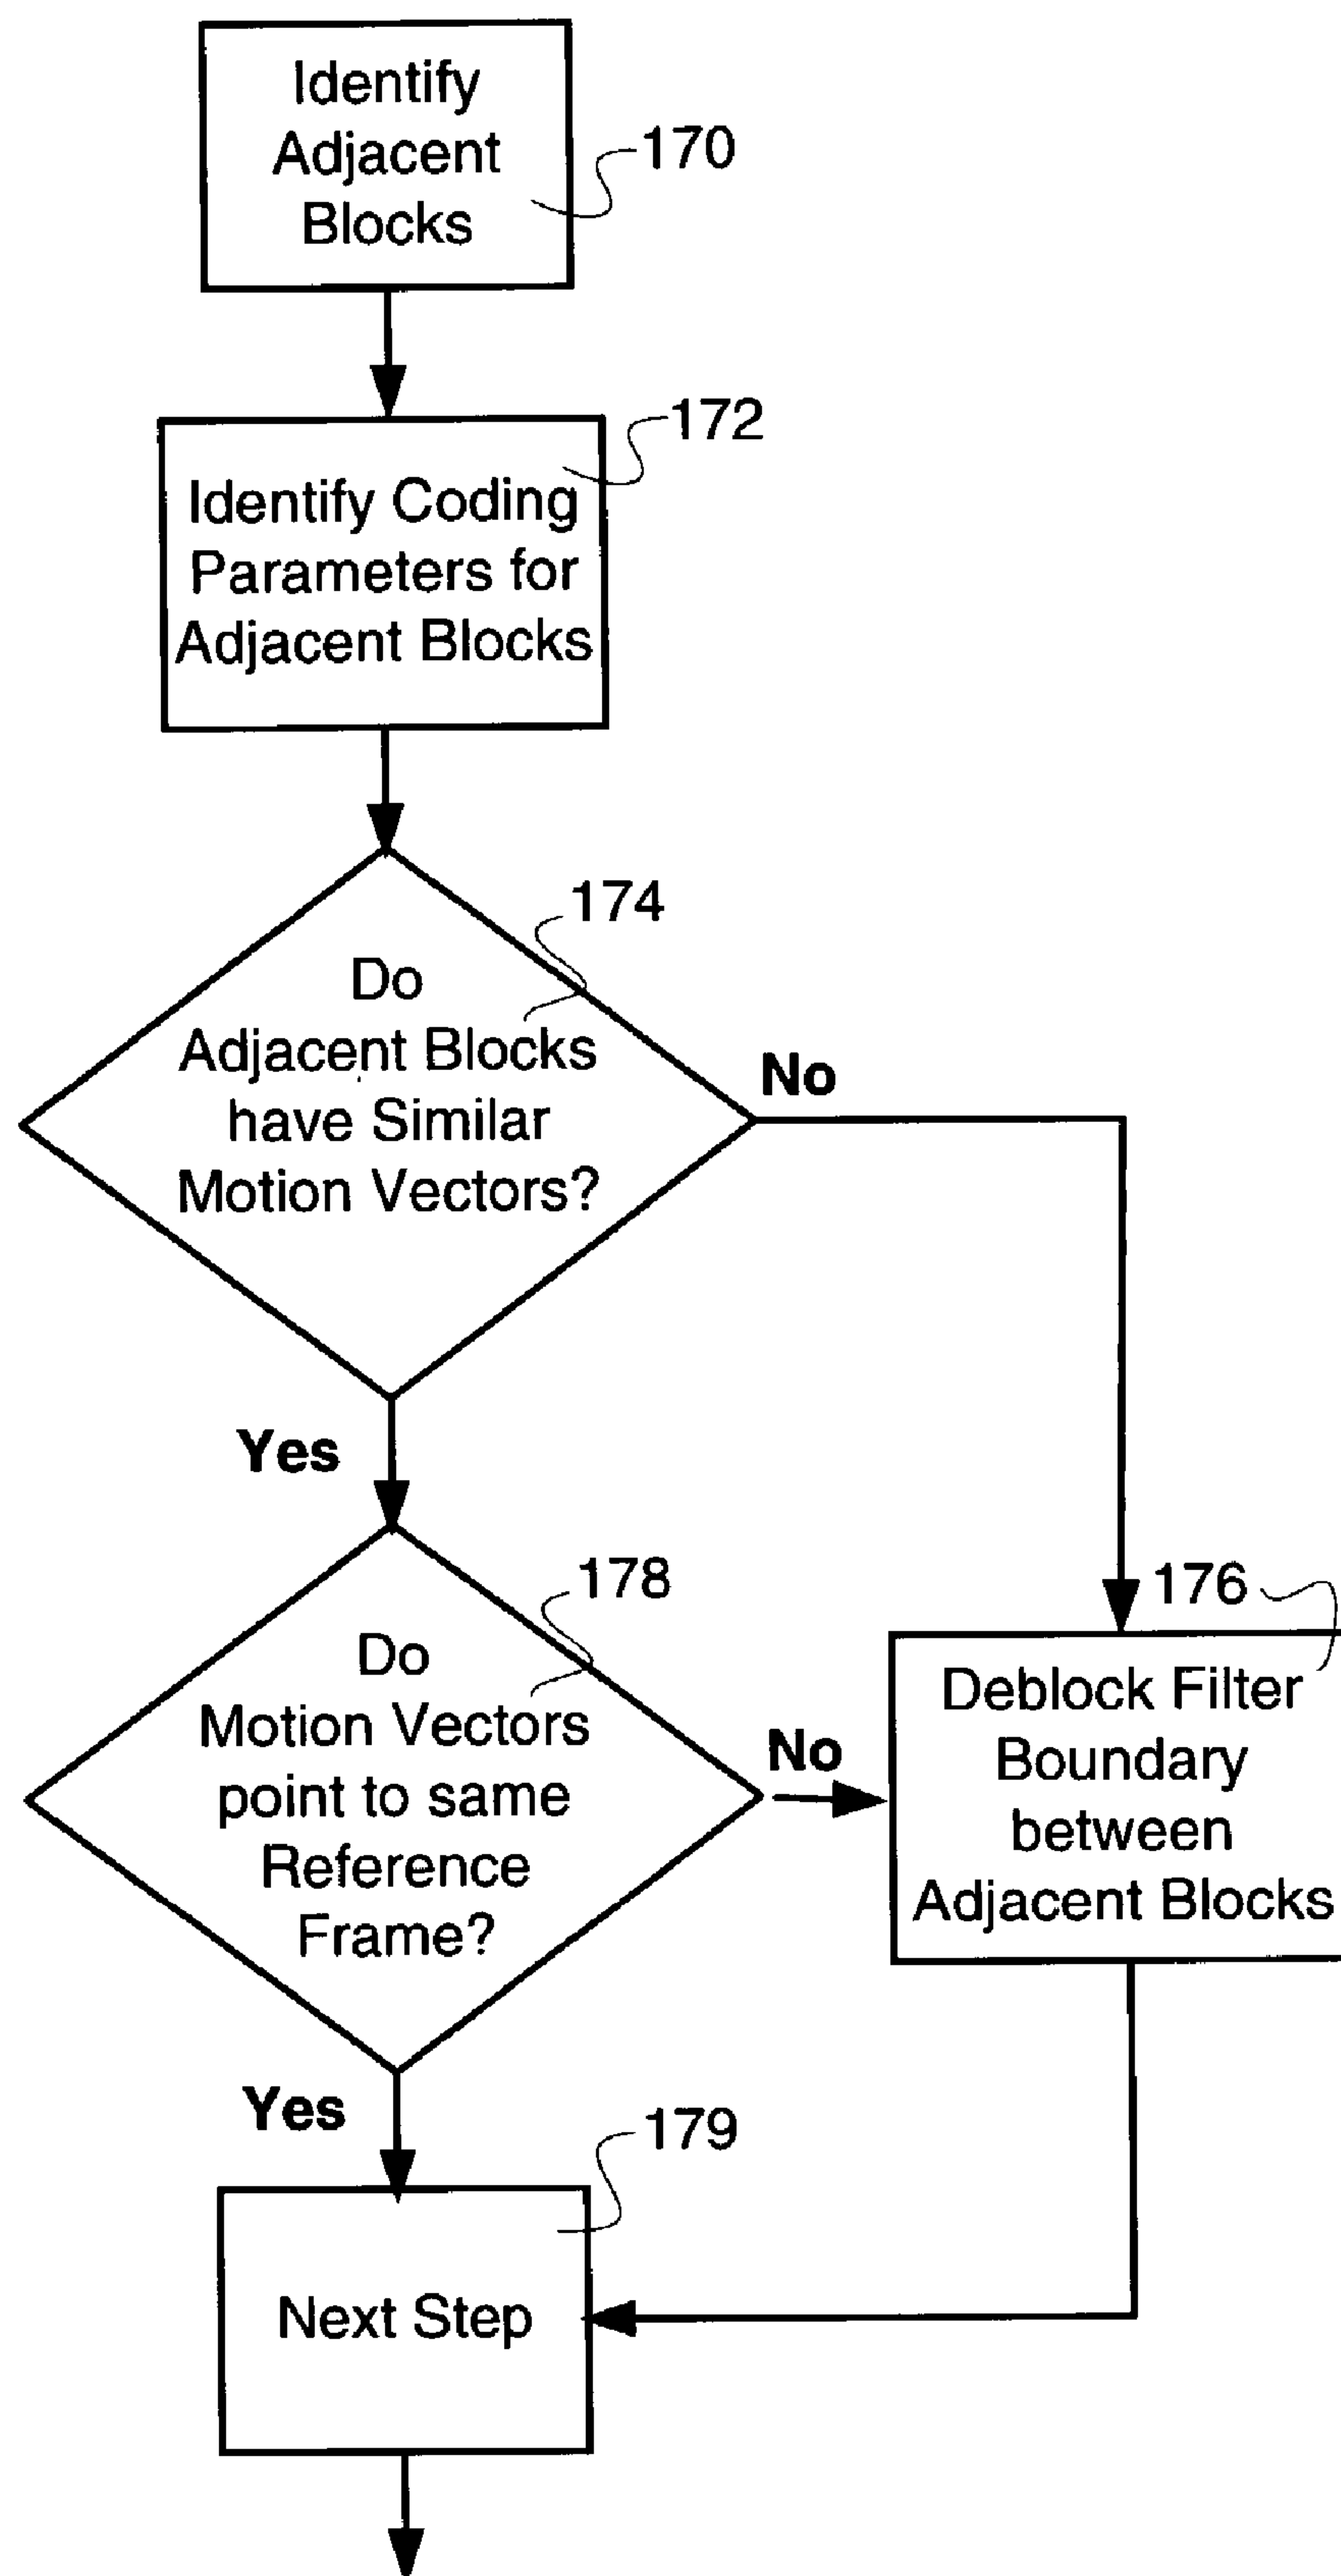 Identify
Adjacent
Blocks
170
172
Identify Coding
Parameters for
Adjacent Blocks
174
Do
Adjacent Blocks
have Similar
Motion Vectors?
No
Yes
178
Do
Motion Vectors
point to same
Reference
Frame?
No
176
Deblock Filter
Boundary
between
Adjacent Blocks
Yes
179
Next Step